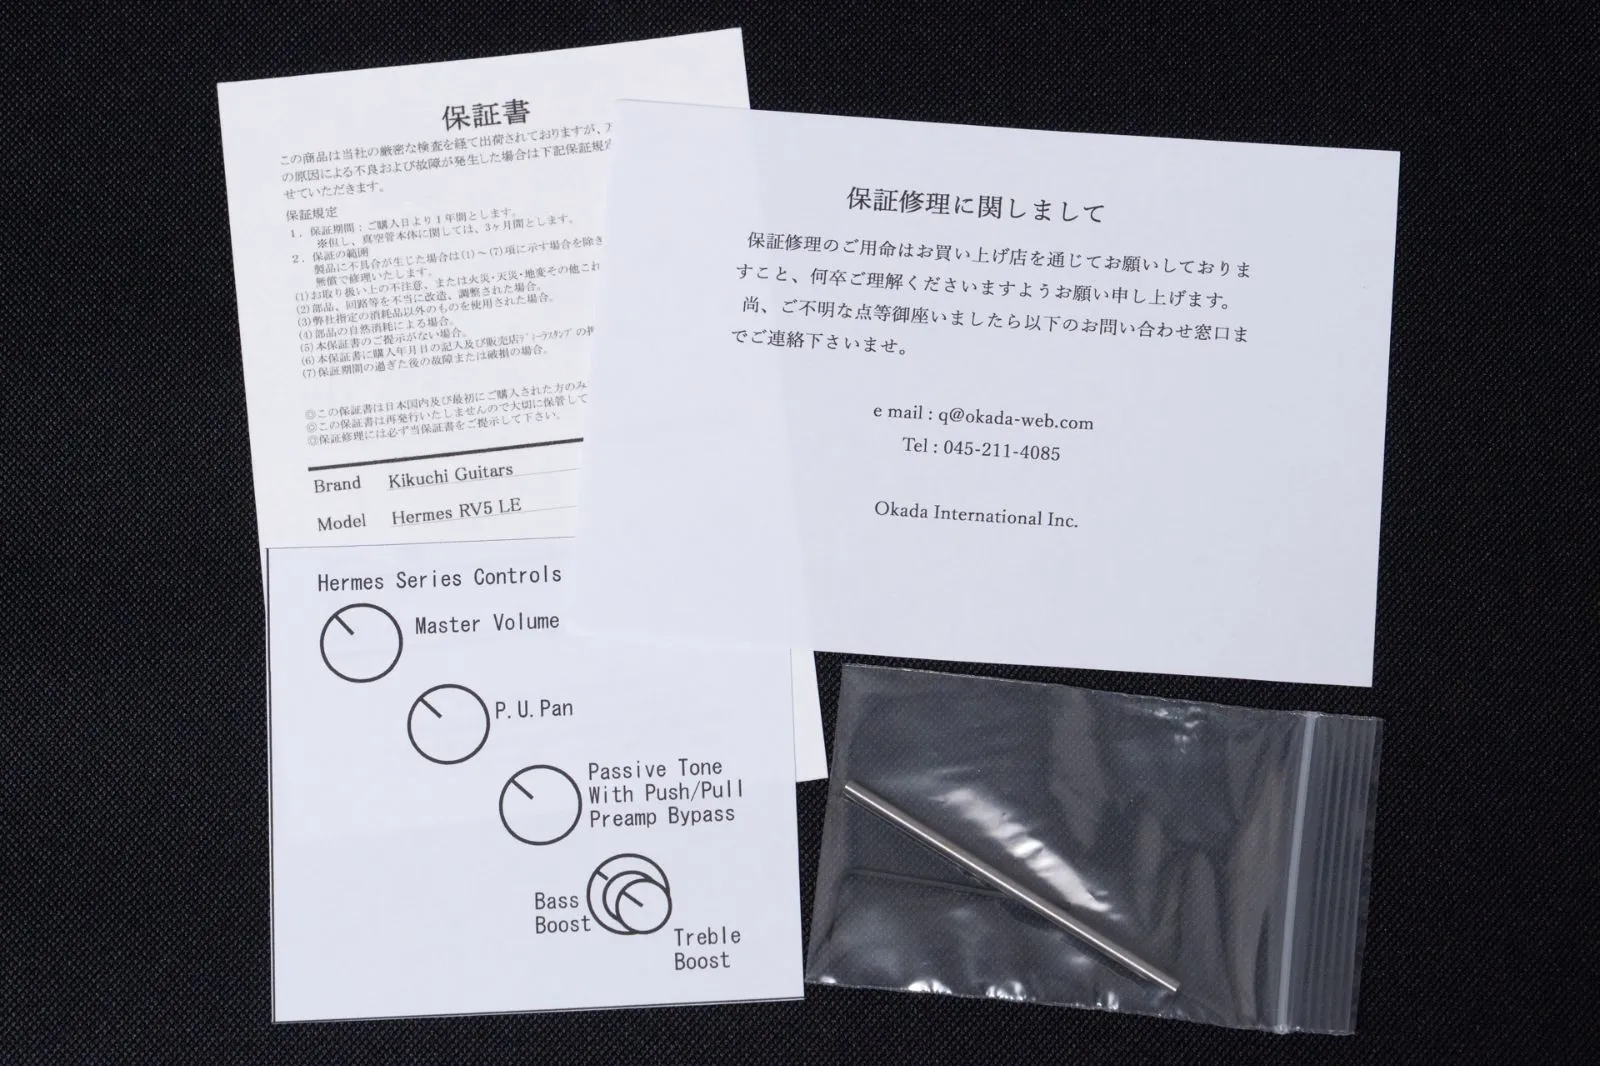 保証書
この商品は当社の厳密な検査を経て出荷されておりますが、万
の原因による不良および故障が発生した場合は下記保証規定
せていただきます。
保証規定
1．保証期間：ご購入日より1年間とします。
※但し、真空管本体に関しては、3ヶ月間とします。
2．保証の範囲
製品に不具合が生じた場合は(1)～(7)項に示す場合を除き
無償で修理いたします。
(1)お取り扱い上の不注意、または火災・天災・地変その他これ
(2)部品、回路等を不当に改造、調整された場合。
(3)弊社指定の消耗品以外のものを使用された場合。
(4)部品の自然消耗による場合。
(5)本保証書のご提示がない場合。
(6)本保証書に購入年月日の記入及び販売店ﾃﾞｨｰﾗｽﾀﾝﾌﾟの押
(7)保証期間の過ぎた後の故障または破損の場合。
◎この保証書は日本国内及び最初にご購入された方のみ
◎この保証書は再発行いたしませんので大切に保管して
◎保証修理には必ず当保証書をご提示して下さい。
Brand Kikuchi Guitars
Model Hermes RV5 LE
保証修理に関しまして
保証修理のご用命はお買い上げ店を通じてお願いしておりま
すこと、何卒ご理解くださいますようお願い申し上げます。
尚、ご不明な点等御座いましたら以下のお問い合わせ窓口ま
でご連絡下さいませ。
e mail : q@okada-web.com
Tel : 045-211-4085
Okada International Inc.
Hermes Series Controls
Master Volume
P.U.Pan
Passive Tone
With Push/Pull
Preamp Bypass
Bass
Boost
Treble
Boost